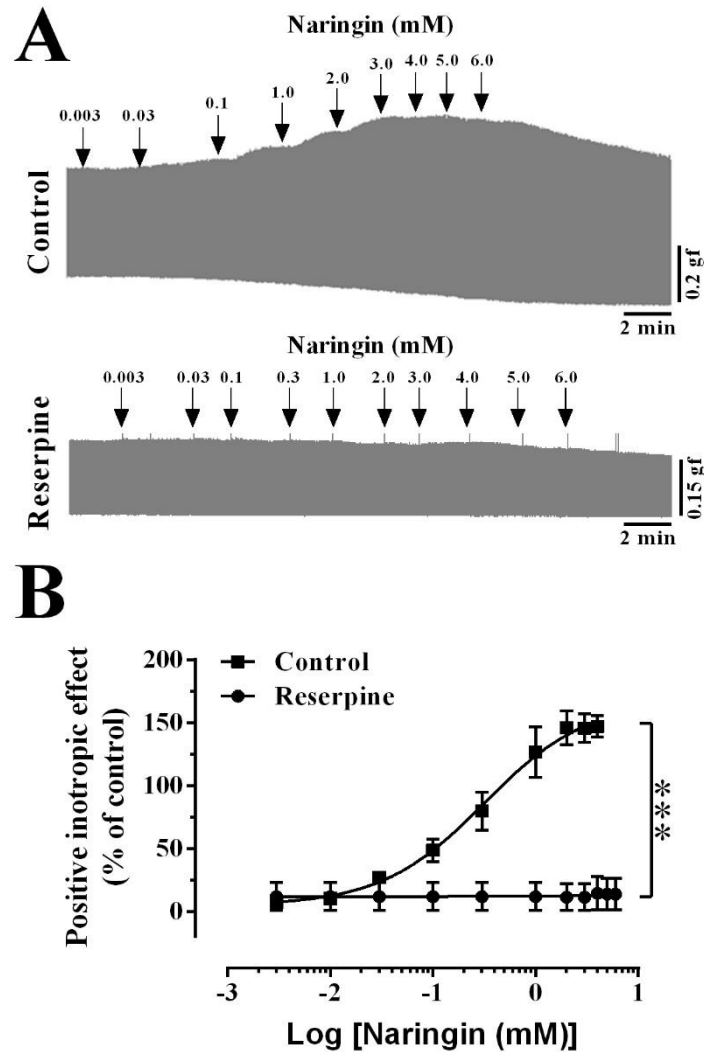 A
Naringin (mM)
0.003 0.03 0.1 1.0 2.0 3.0 4.0 5.0 6.0
Control
0.2 gf
2 min
Naringin (mM)
0.003 0.03 0.1 0.3 1.0 2.0 3.0 4.0 5.0 6.0
Reserpine
0.15 gf
2 min
B
Positive inotropic effect
(% of control)
200
150
100
50
0
Control
Reserpine
***
-3 -2 -1 0 1
Log [Naringin (mM)]